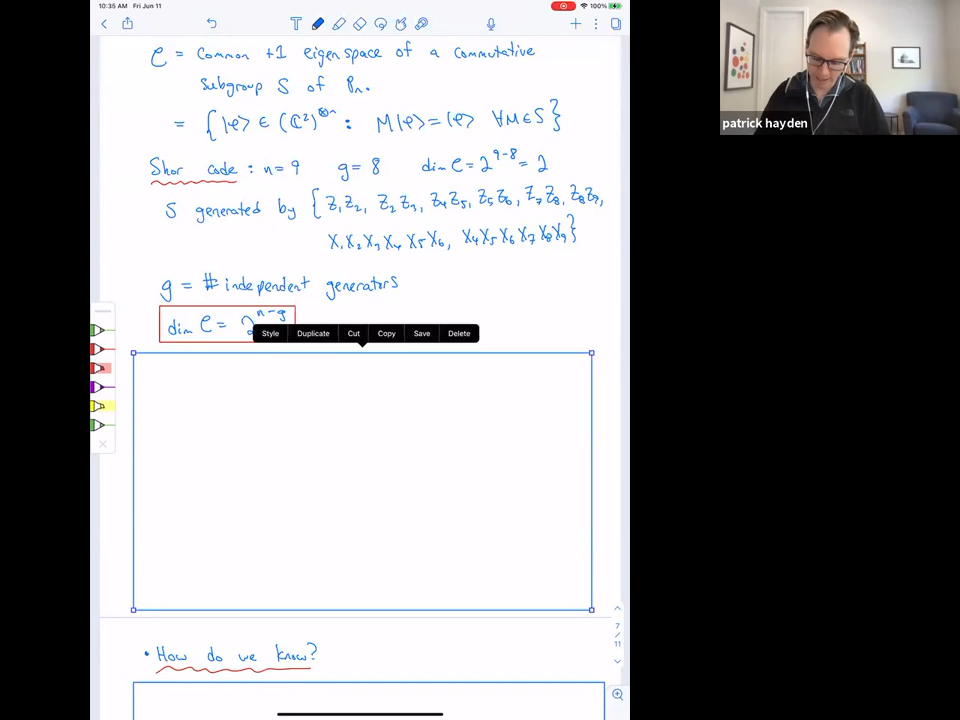 10:35 AM Fri Jun 11
100%
C = Common +1 eigenspace of a commutative
subgroup S of Pn.
= { |φ> ∈ (ℂ²)^⊗n : M|φ> = |φ> ∀M∈S }
Shor code : n=9 g=8 dim C = 2^9-8 = 2
S generated by { Z₁Z₂, Z₂Z₃, Z₄Z₅, Z₅Z₆, Z₇Z₈, Z₈Z₉,
X₁X₂X₃X₄X₅X₆, X₄X₅X₆X₇X₈X₉ }
g = # independent generators
dim C = 2^n-g
Style Duplicate Cut Copy Save Delete
7
/
11
• How do we know?
patrick hayden